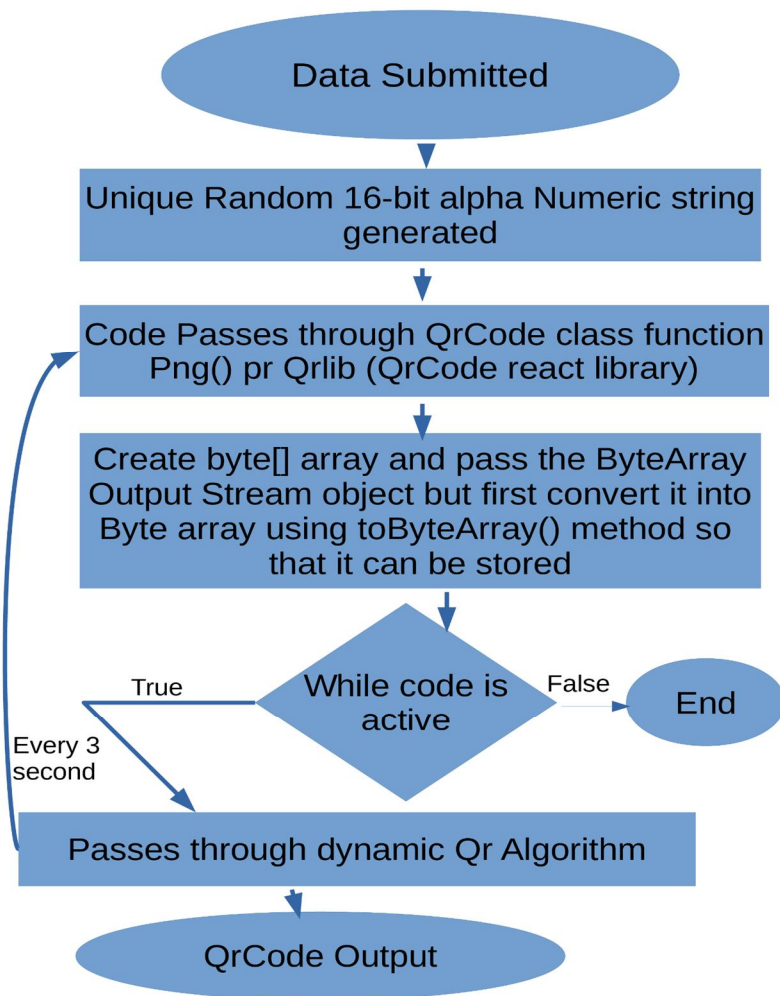 Data Submitted
Unique Random 16-bit alpha Numeric string
generated
Code Passes through QrCode class function
Png() pr Qrlib (QrCode react library)
Create byte[] array and pass the ByteArray
Output Stream object but first convert it into
Byte array using toByteArray() method so
that it can be stored
While code is
active
True
False
End
Every 3
second
Passes through dynamic Qr Algorithm
QrCode Output